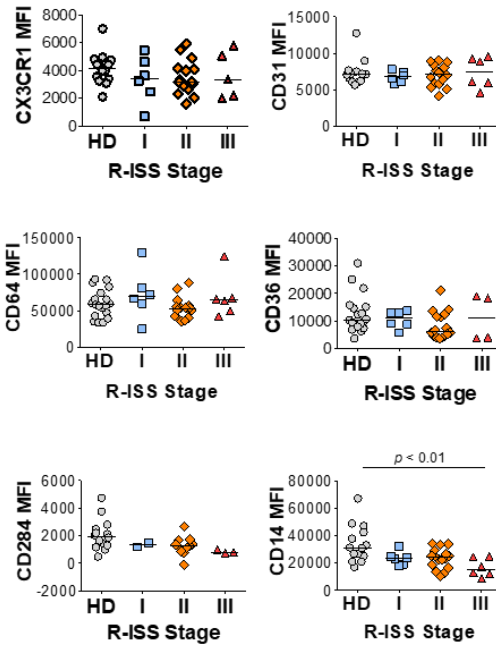 CX3CR1 MFI
8000
6000
4000
2000
0
HD I II III
R-ISS Stage
CD31 MFI
15000
10000
5000
0
HD I II III
R-ISS Stage
CD64 MFI
150000
100000
50000
0
HD I II III
R-ISS Stage
CD36 MFI
40000
30000
20000
10000
0
HD I II III
R-ISS Stage
CD284 MFI
6000
4000
2000
0
-2000
HD I II III
R-ISS Stage
p < 0.01
CD14 MFI
80000
60000
40000
20000
0
HD I II III
R-ISS Stage